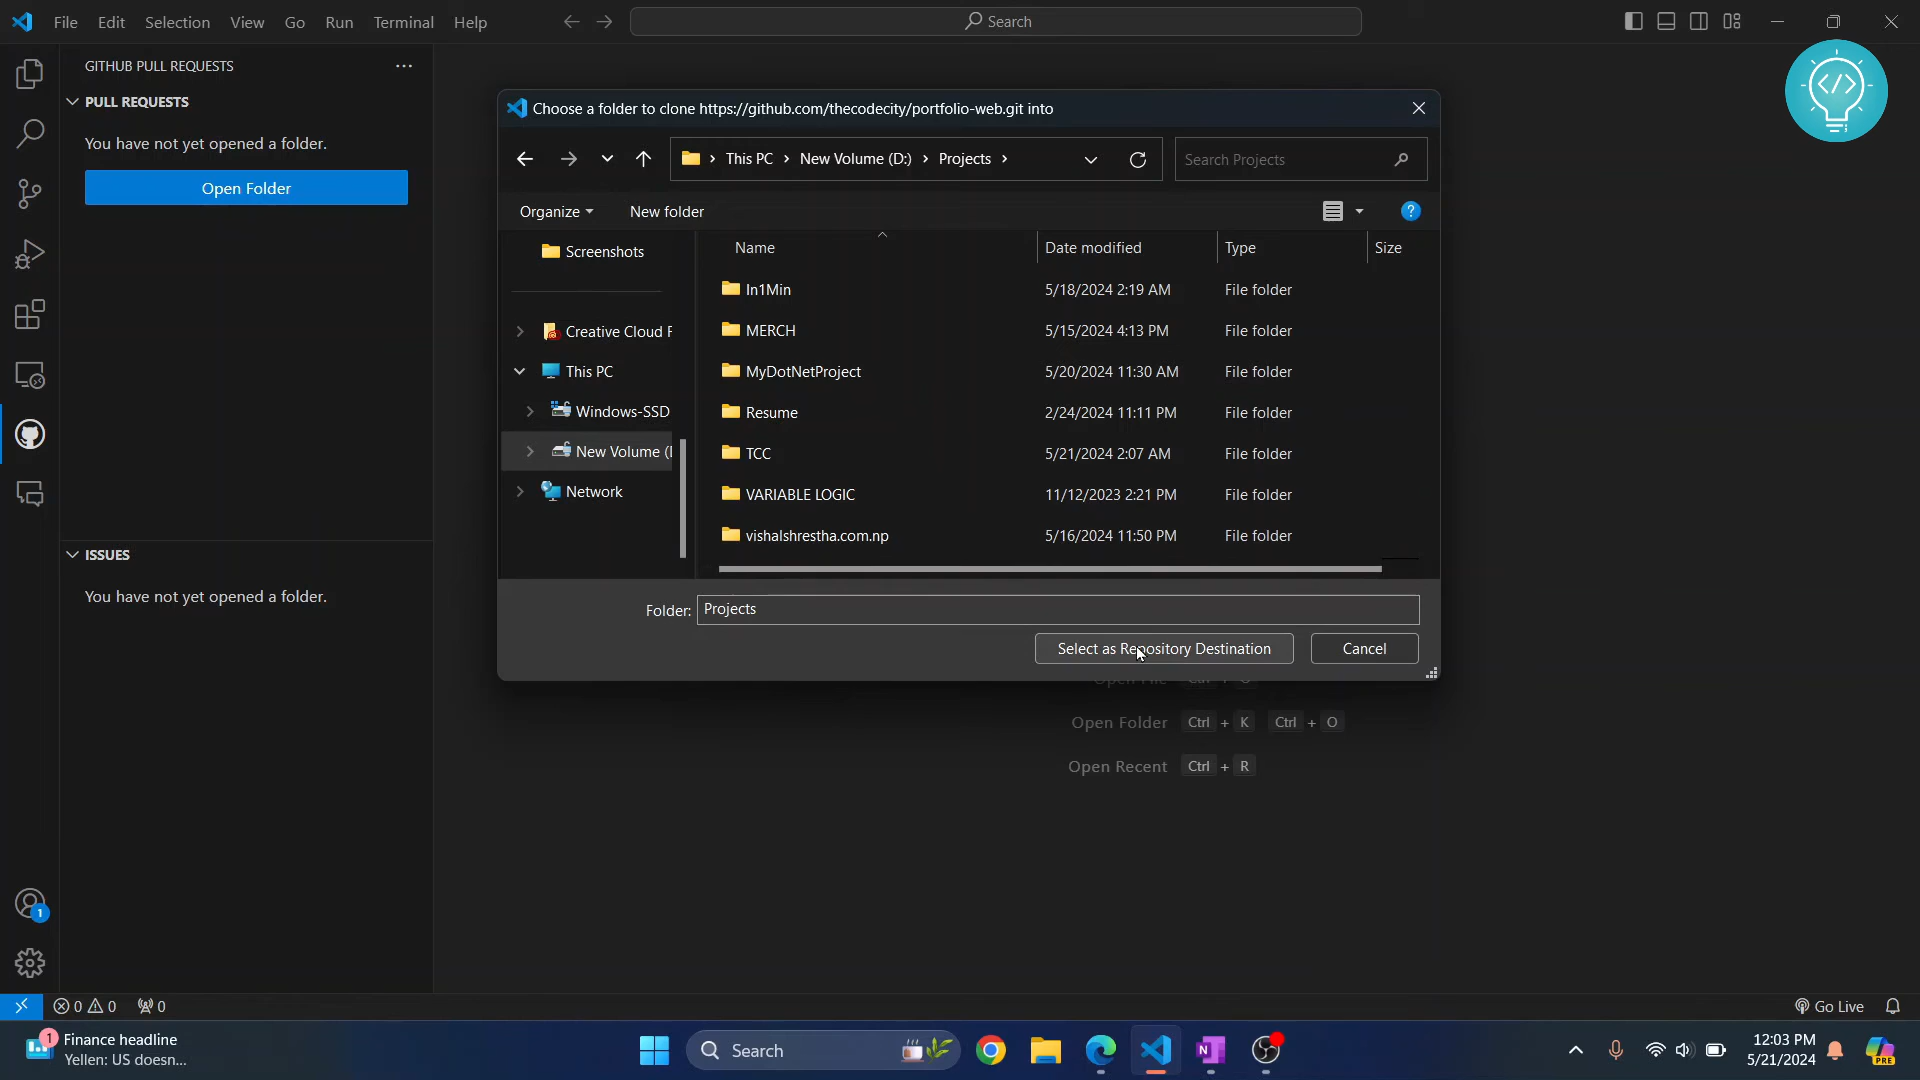 File Edit Selection View Go Run Terminal Help
Search
GITHUB PULL REQUESTS
PULL REQUESTS
You have not yet opened a folder.
Open Folder
ISSUES
You have not yet opened a folder.
Choose a folder to clone https://github.com/thecodecity/portfolio-web.git into
This PC > New Volume (D:) > Projects >
Search Projects
Organize New folder
Screenshots
Creative Cloud F
This PC
Windows-SSD
New Volume (
Network
Name Date modified Type Size
In1Min 5/18/2024 2:19 AM File folder
MERCH 5/15/2024 4:13 PM File folder
MyDotNetProject 5/20/2024 11:30 AM File folder
Resume 2/24/2024 11:11 PM File folder
TCC 5/21/2024 2:07 AM File folder
VARIABLE LOGIC 11/12/2023 2:21 PM File folder
vishalshrestha.com.np 5/16/2024 11:50 PM File folder
Folder: Projects
Select as Repository Destination Cancel
Open File Ctrl + O
Open Folder Ctrl + K Ctrl + O
Open Recent Ctrl + R
1
0 0 0
Go Live
1
Finance headline
Yellen: US doesn...
Search
12:03 PM
5/21/2024
PRE